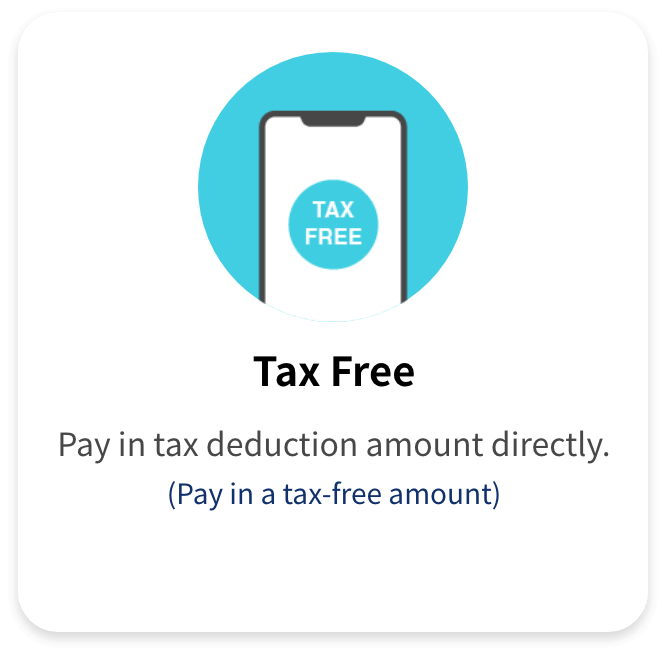 TAX
FREE
Tax Free
Pay in tax deduction amount directly.
(Pay in a tax-free amount)